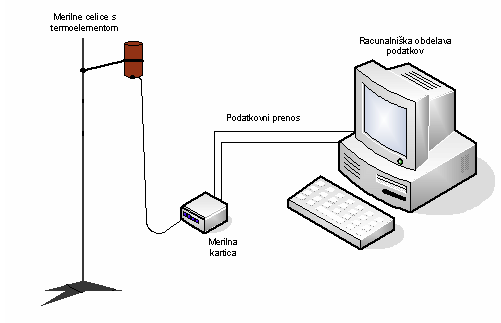 Merilne celice s
termoelementom
Racunalniška obdelava
podatkov
Podatkovni prenos
Merilna
kartica